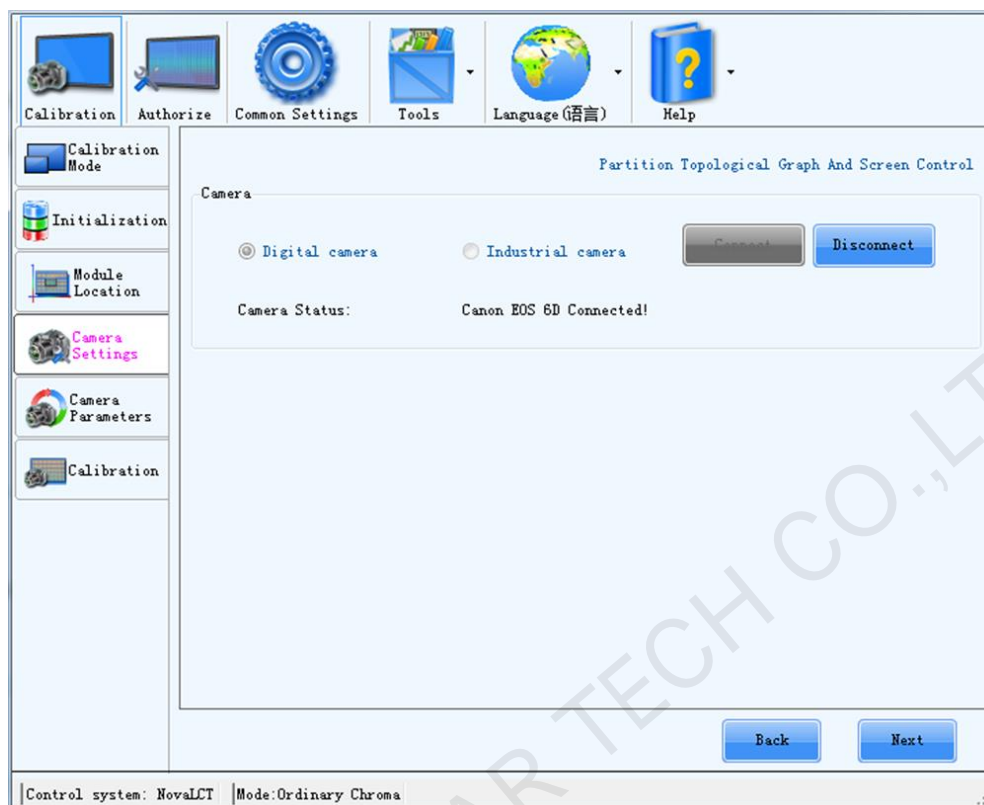 Calibration
Authorize
Common Settings
Tools
Language(语言)
Help
Calibration
Mode
Initialization
Module
Location
Camera
Settings
Camera
Parameters
Calibration
Partition Topological Graph And Screen Control
Camera
Digital camera
Industrial camera
Connect
Disconnect
Camera Status:
Canon EOS 6D Connected!
Back
Next
Control system: NovaLCT
Mode:Ordinary Chroma
TECH CO.,